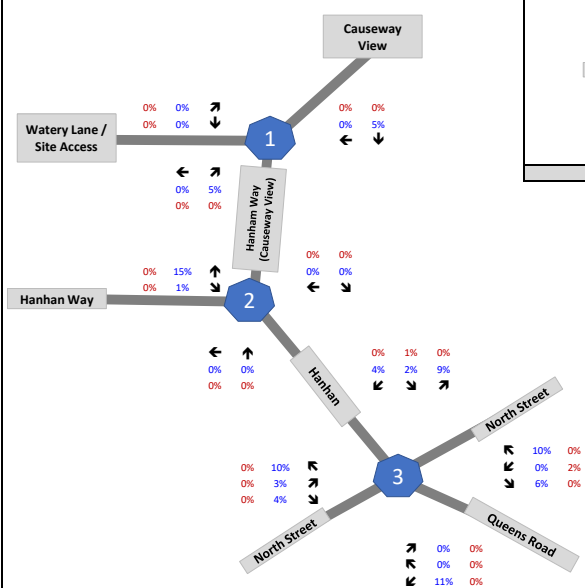 Causeway
View
0% 0% ↗ 0% 0%
Watery Lane /
Site Access
0% 0% ↓ 0% 5%
1
← ↓
← ↗
0% 5%
0% 0%
Hanham Way
(Causeway View)
0% 0%
0% 15% ↑ 0% 0%
0% 1% ↘ ← ↘
Hanhan Way
2
← ↑
0% 0% 0% 1% 0%
0% 0% 4% 2% 9%
↙ ↘ ↗
Hanhan
North Street
↖ 10% 0%
0% 10% ↖ ↙ 0% 2%
0% 3% ↗ ↘ 6% 0%
0% 4% ↘
3
North Street
Queens Road
↗ 0% 0%
↖ 0% 0%
↙ 11% 0%